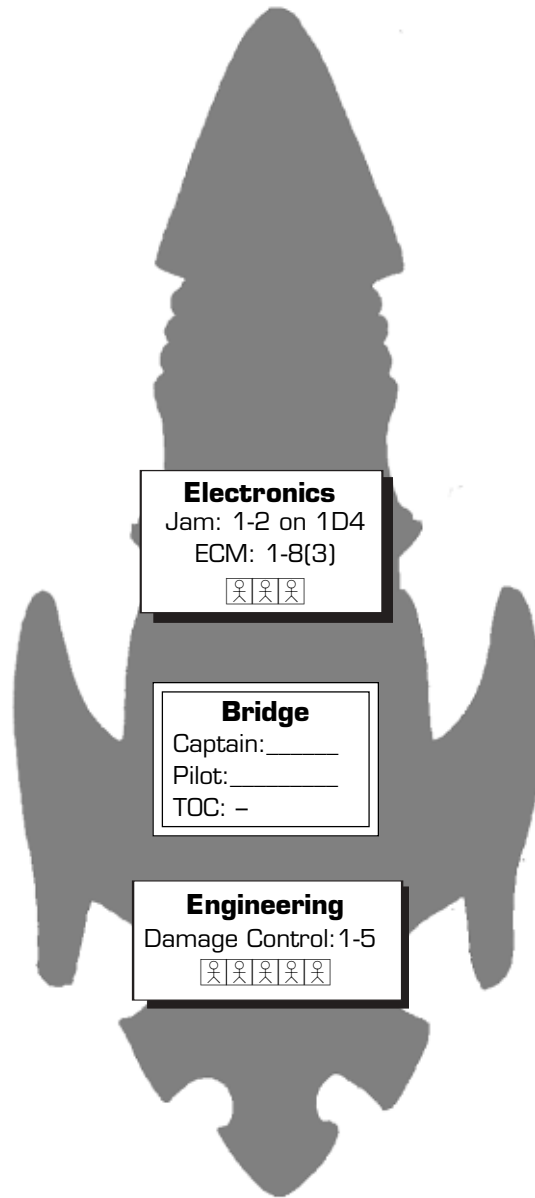 Electronics
Jam: 1-2 on 1D4
ECM: 1-8(3)
Bridge
Captain:______
Pilot:_________
TOC: –
Engineering
Damage Control:1-5